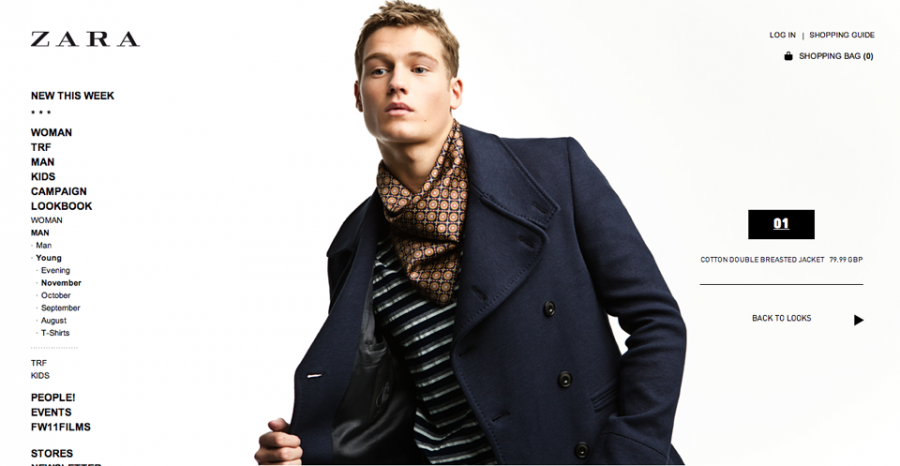 ZARA
LOG IN | SHOPPING GUIDE
SHOPPING BAG (0)
NEW THIS WEEK
* * *
WOMAN
TRF
MAN
KIDS
CAMPAIGN
LOOKBOOK
WOMAN
MAN
· Man
· Young
· Evening
· November
· October
· September
· August
· T-Shirts
TRF
KIDS
PEOPLE!
EVENTS
FW11FILMS
STORES
NEWSLETTER
01
COTTON DOUBLE BREASTED JACKET 79.99 GBP
BACK TO LOOKS